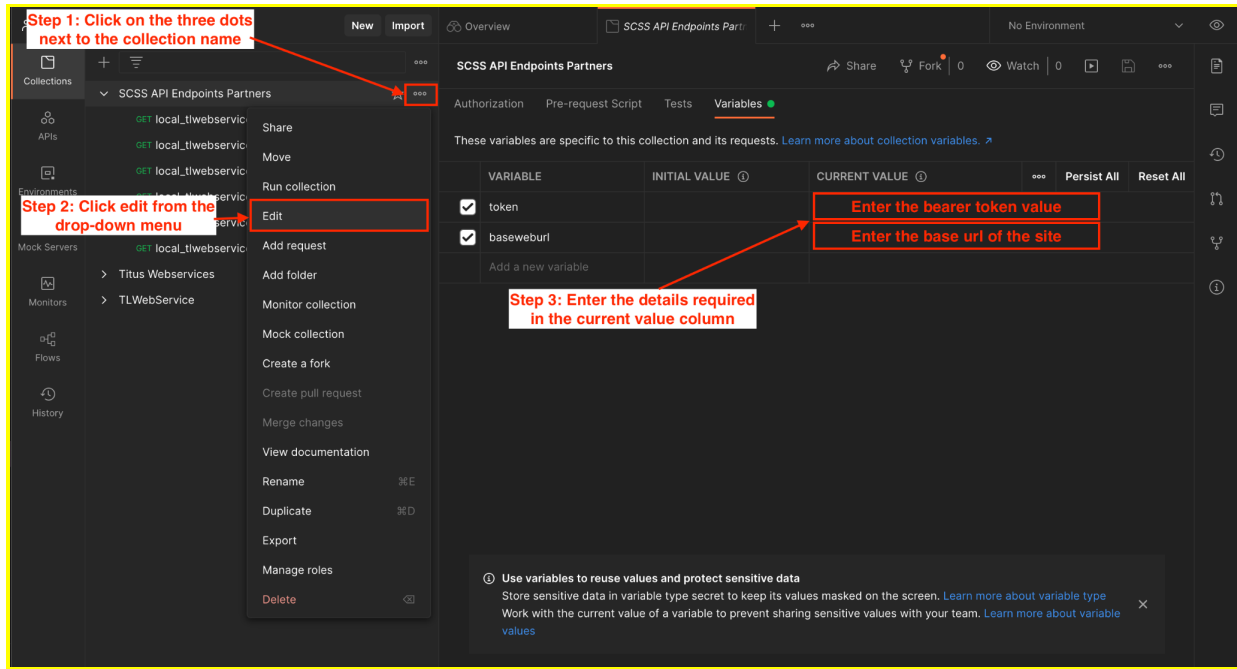 Step 1: Click on the three dots
next to the collection name
New Import
Overview
SCSS API Endpoints Partn
No Environment
Collections
APIs
Environments
Mock Servers
Monitors
Flows
History
SCSS API Endpoints Partners
GET local_tlwebservic
GET local_tlwebservic
GET local_tlwebservic
Step 2: Click edit from the
drop-down menu
GET local_tlwebservic
Titus Webservices
TLWebService
Share
Move
Run collection
Edit
Add request
Add folder
Monitor collection
Mock collection
Create a fork
Create pull request
Merge changes
View documentation
Rename ⌘E
Duplicate ⌘D
Export
Manage roles
Delete
SCSS API Endpoints Partners
Share Fork 0 Watch 0
Authorization Pre-request Script Tests Variables
These variables are specific to this collection and its requests. Learn more about collection variables. ↗
VARIABLE INITIAL VALUE CURRENT VALUE Persist All Reset All
token Enter the bearer token value
baseweburl Enter the base url of the site
Add a new variable
Step 3: Enter the details required
in the current value column
Use variables to reuse values and protect sensitive data
Store sensitive data in variable type secret to keep its values masked on the screen. Learn more about variable type
Work with the current value of a variable to prevent sharing sensitive values with your team. Learn more about variable
values